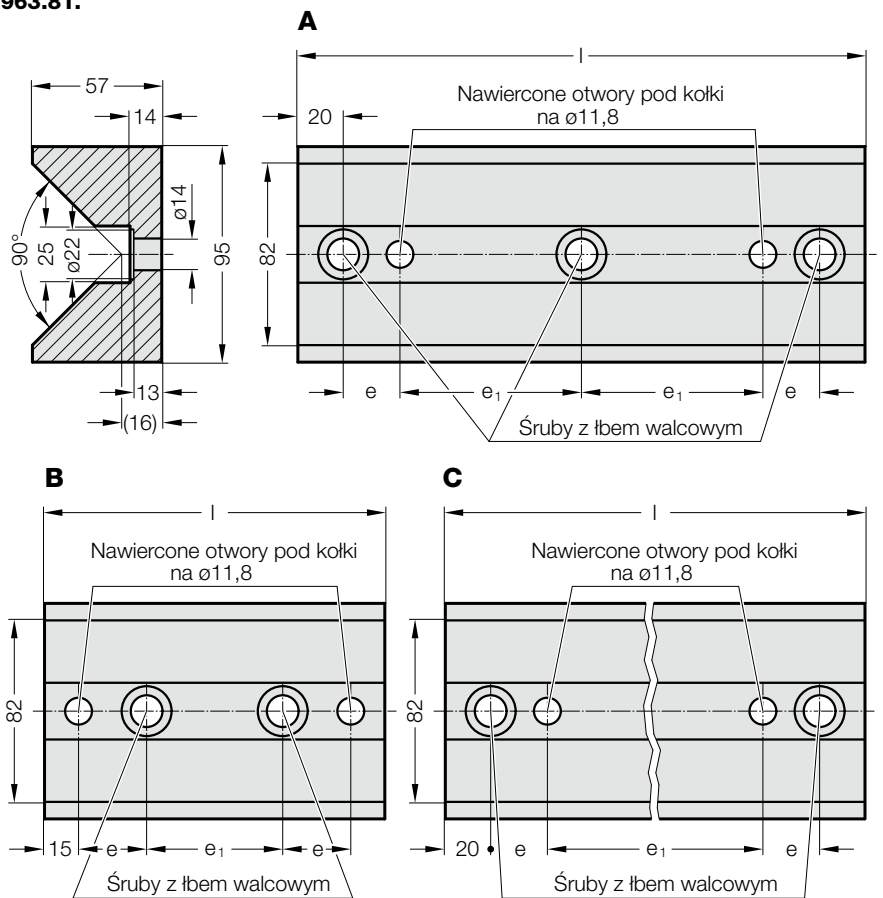 963.81.
A
l
57
14
20
Nawiercone otwory pod kołki
na ø11,8
ø14
90°
25
ø22
95
82
13
(16)
e
e₁
e₁
e
Śruby z łbem walcowym
B
l
Nawiercone otwory pod kołki
na ø11,8
82
15
e
e₁
e
Śruby z łbem walcowym
C
l
Nawiercone otwory pod kołki
na ø11,8
82
20
e
e₁
e
Śruby z łbem walcowym